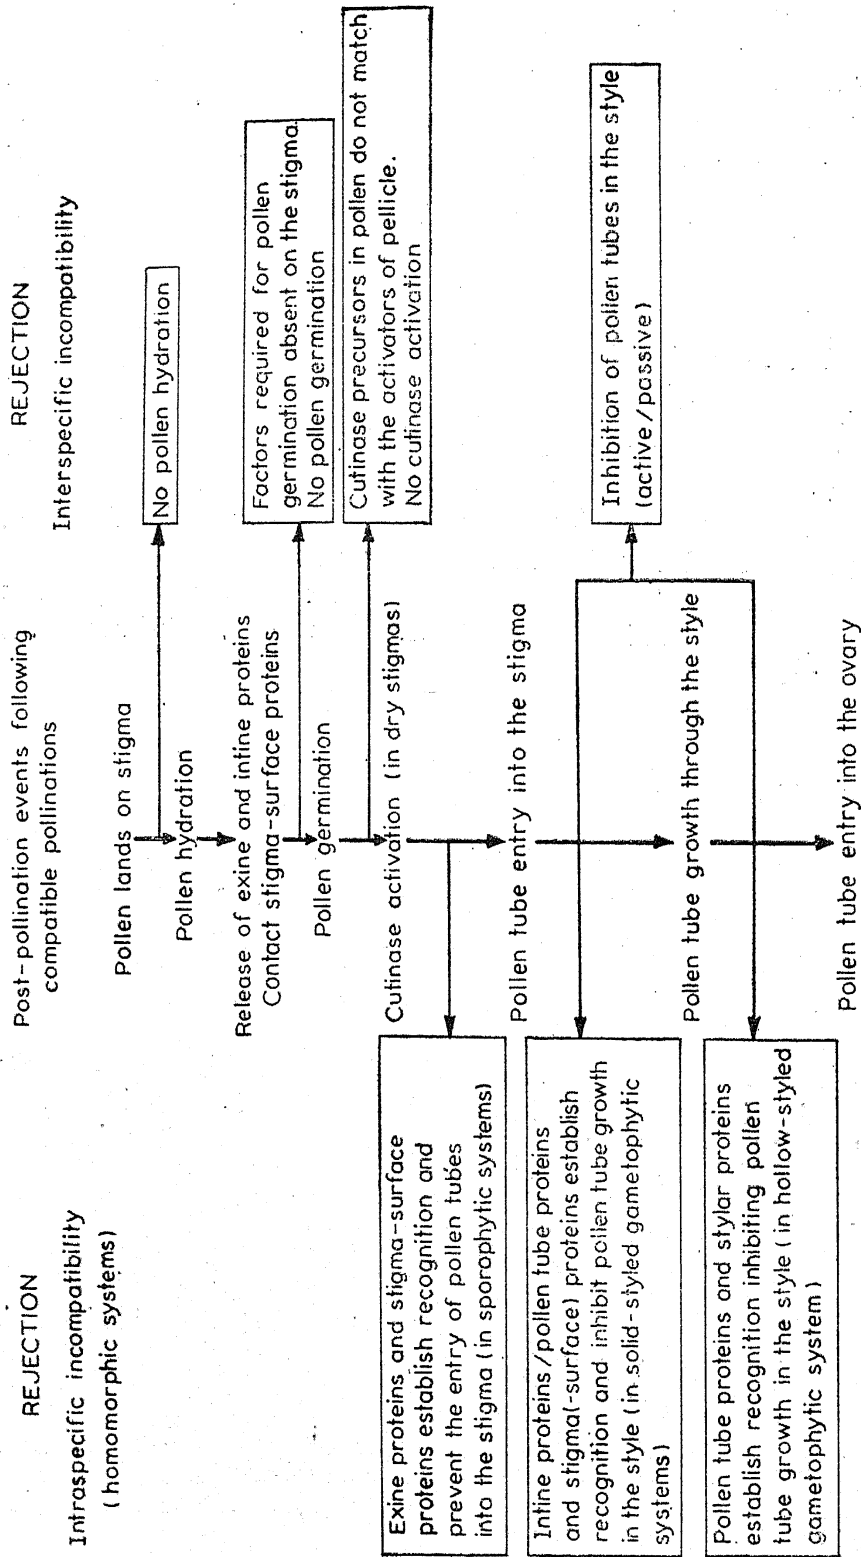 REJECTION
Intraspecific incompatibility
(homomorphic systems)
Exine proteins and stigma-surface
proteins establish recognition and
prevent the entry of pollen tubes
into the stigma (in sporophytic systems)
Intine proteins/pollen tube proteins
and stigma(-surface) proteins establish
recognition and inhibit pollen tube growth
in the style (in solid-styled gametophytic
systems)
Pollen tube proteins and stylar proteins
establish recognition inhibiting pollen
tube growth in the style (in hollow-styled
gametophytic system)
Post-pollination events following
compatible pollinations
Pollen lands on stigma
Pollen hydration
Release of exine and intine proteins
Contact stigma-surface proteins
Pollen germination
Cutinase activation (in dry stigmas)
Pollen tube entry into the stigma
Pollen tube growth through the style
Pollen tube entry into the ovary
REJECTION
Interspecific incompatibility
No pollen hydration
Factors required for pollen
germination absent on the stigma.
No pollen germination
Cutinase precursors in pollen do not match
with the activators of pellicle.
No cutinase activation
Inhibition of pollen tubes in the style
(active/passive)